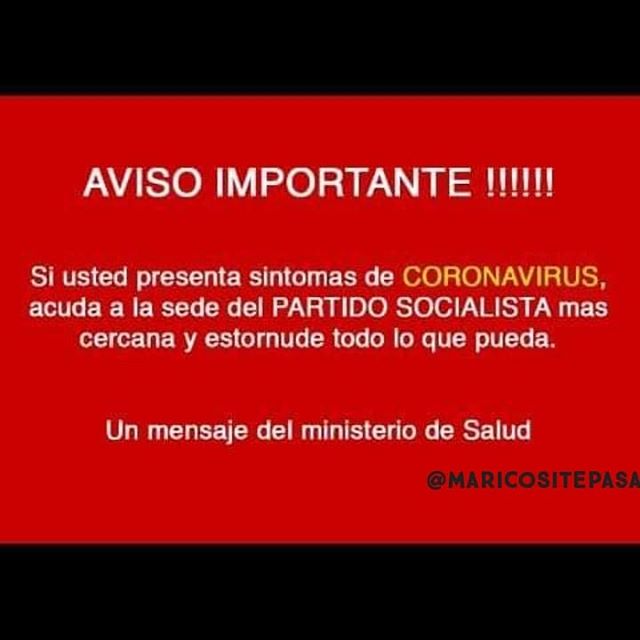 AVISO IMPORTANTE !!!!!!
Si usted presenta sintomas de CORONAVIRUS,
acuda a la sede del PARTIDO SOCIALISTA mas
cercana y estornude todo lo que pueda.
Un mensaje del ministerio de Salud
@MARICOSITEPASA